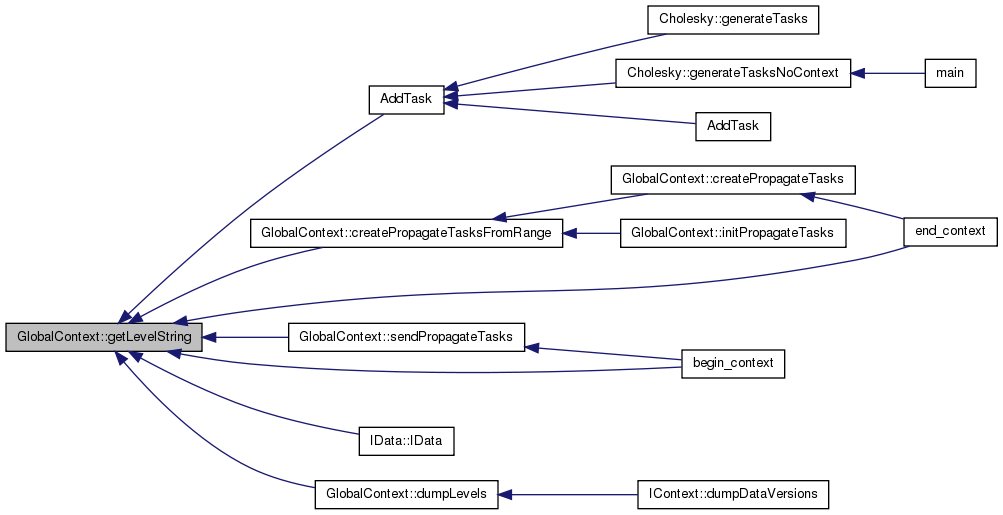 Cholesky::generateTasks
Cholesky::generateTasksNoContext
main
AddTask
AddTask
GlobalContext::createPropagateTasks
GlobalContext::createPropagateTasksFromRange
GlobalContext::initPropagateTasks
end_context
GlobalContext::getLevelString
GlobalContext::sendPropagateTasks
begin_context
IData::IData
GlobalContext::dumpLevels
IContext::dumpDataVersions